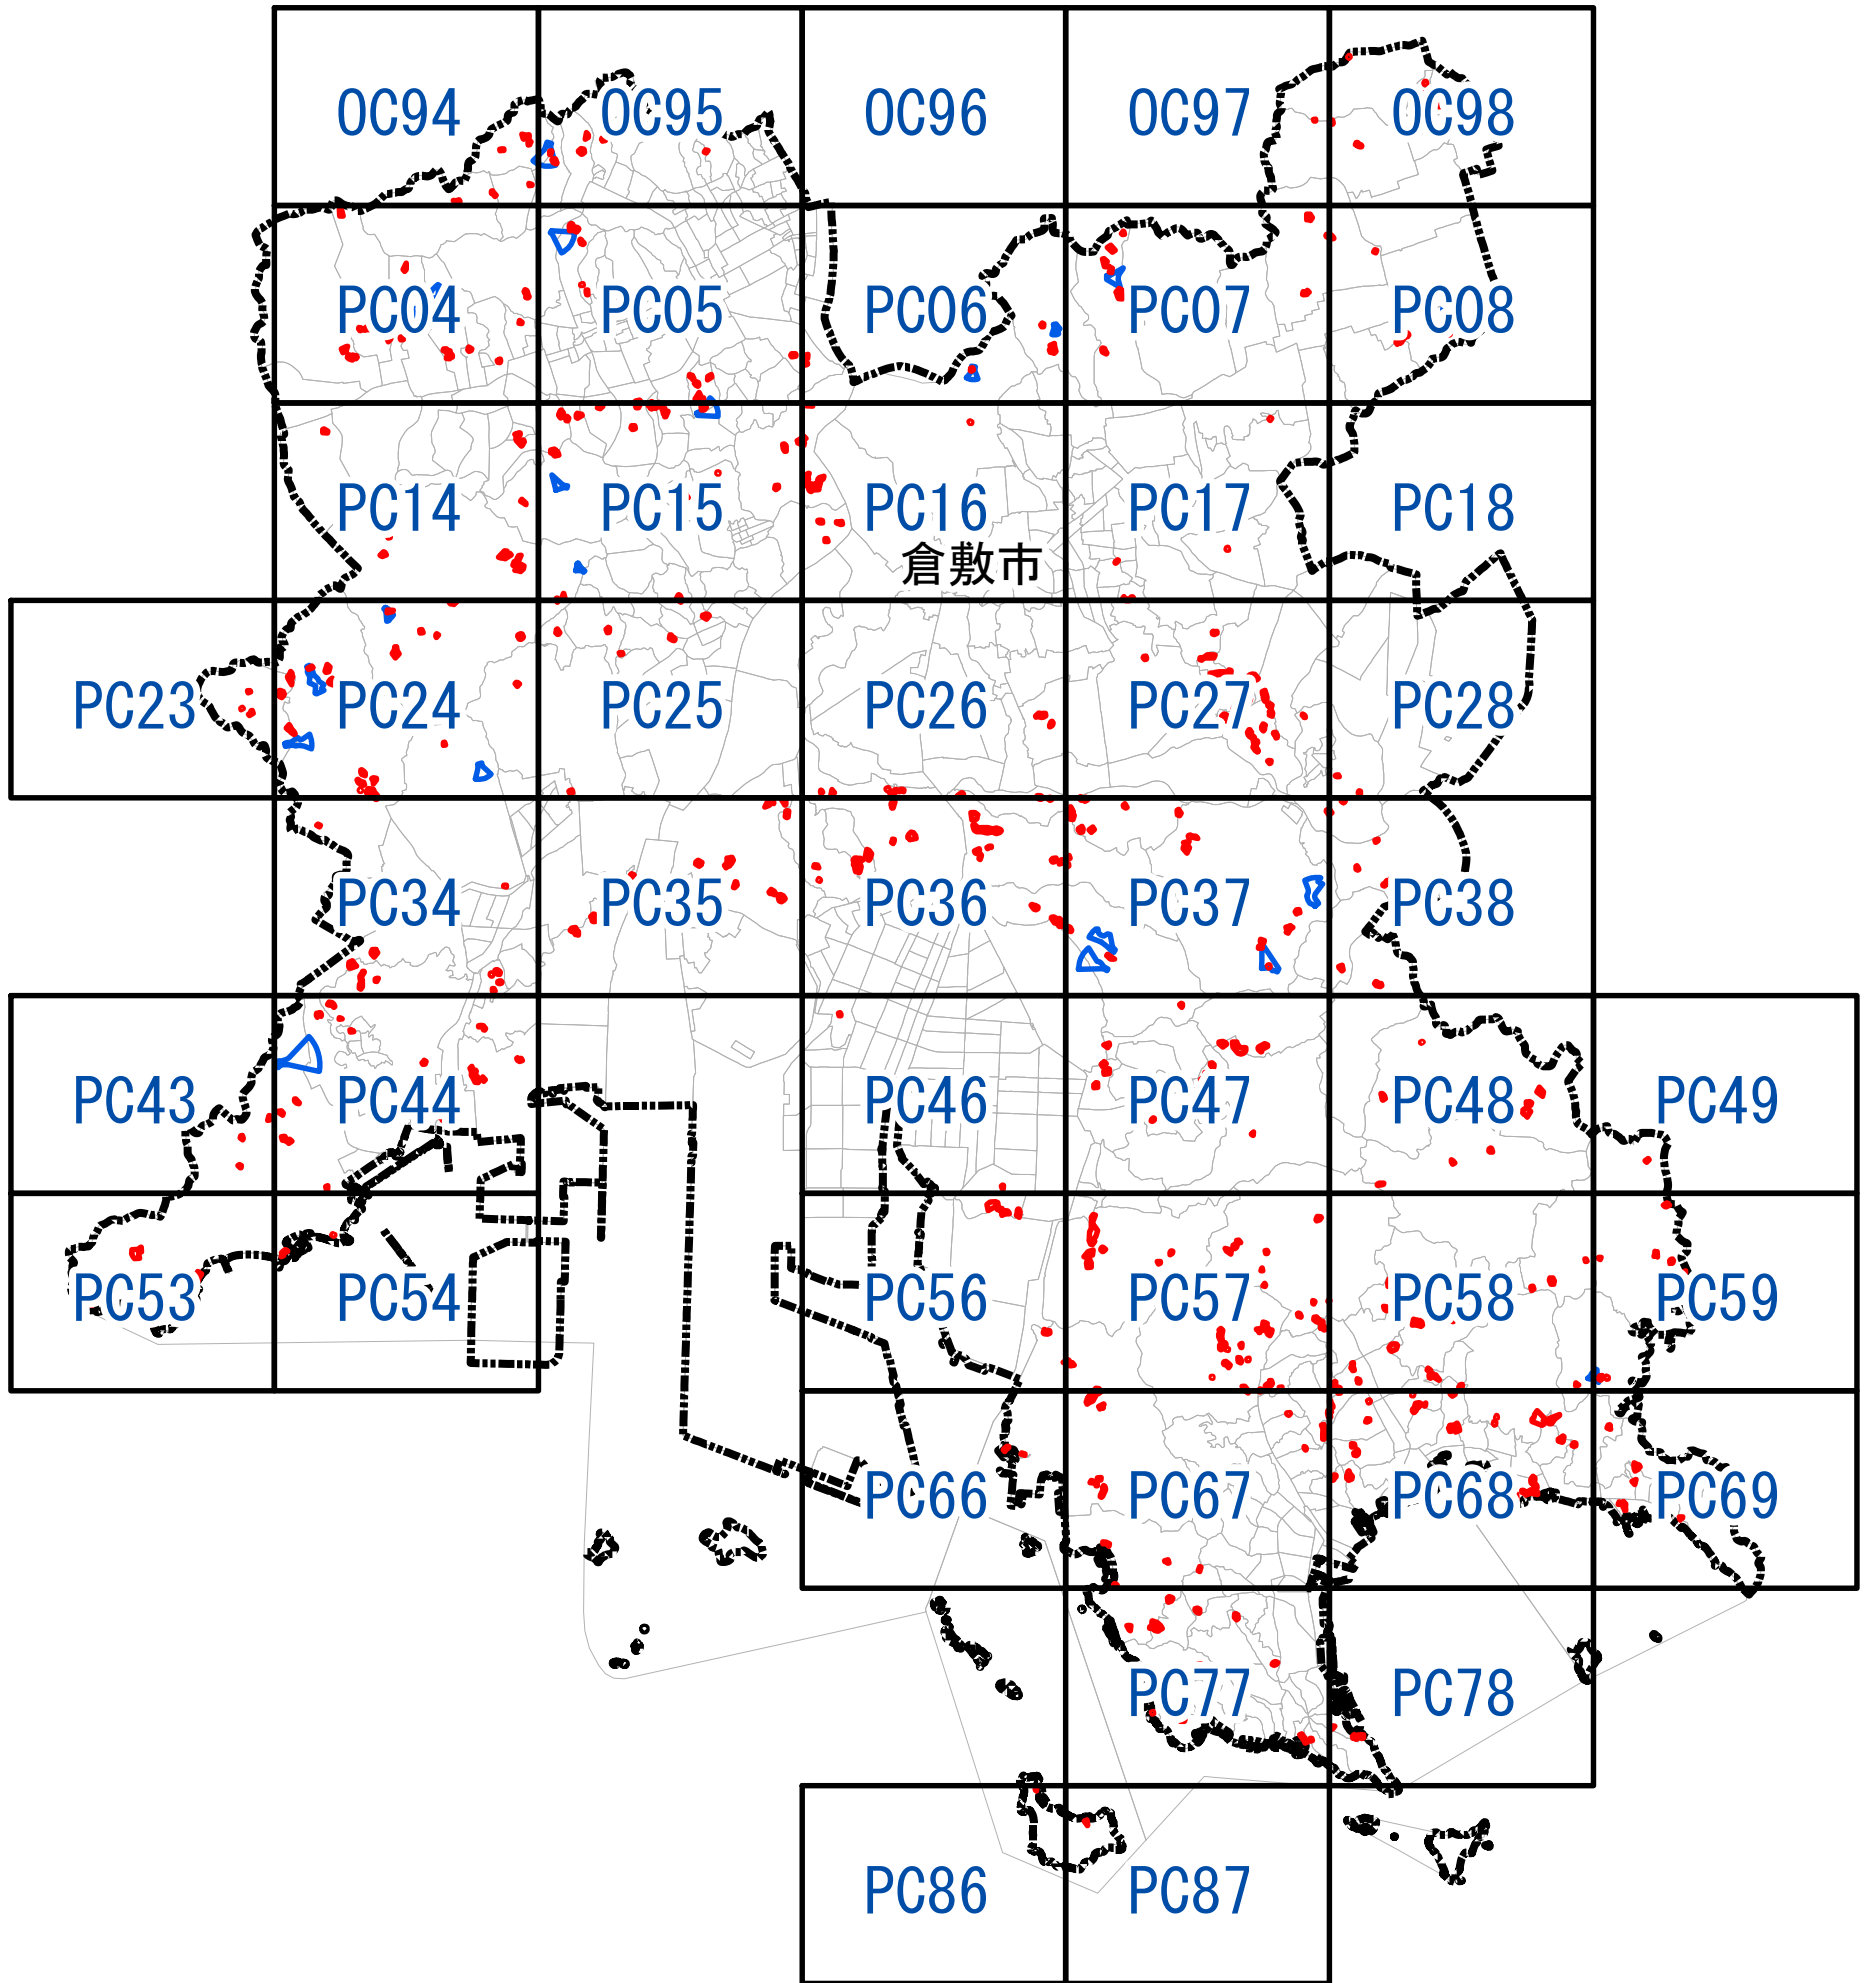 OC94 OC95 OC96 OC97 OC98
PC04 PC05 PC06 PC07 PC08
PC14 PC15 PC16 PC17 PC18
倉敷市
PC23 PC24 PC25 PC26 PC27 PC28
PC34 PC35 PC36 PC37 PC38
PC43 PC44 PC46 PC47 PC48 PC49
PC53 PC54 PC56 PC57 PC58 PC59
PC66 PC67 PC68 PC69
PC77 PC78
PC86 PC87